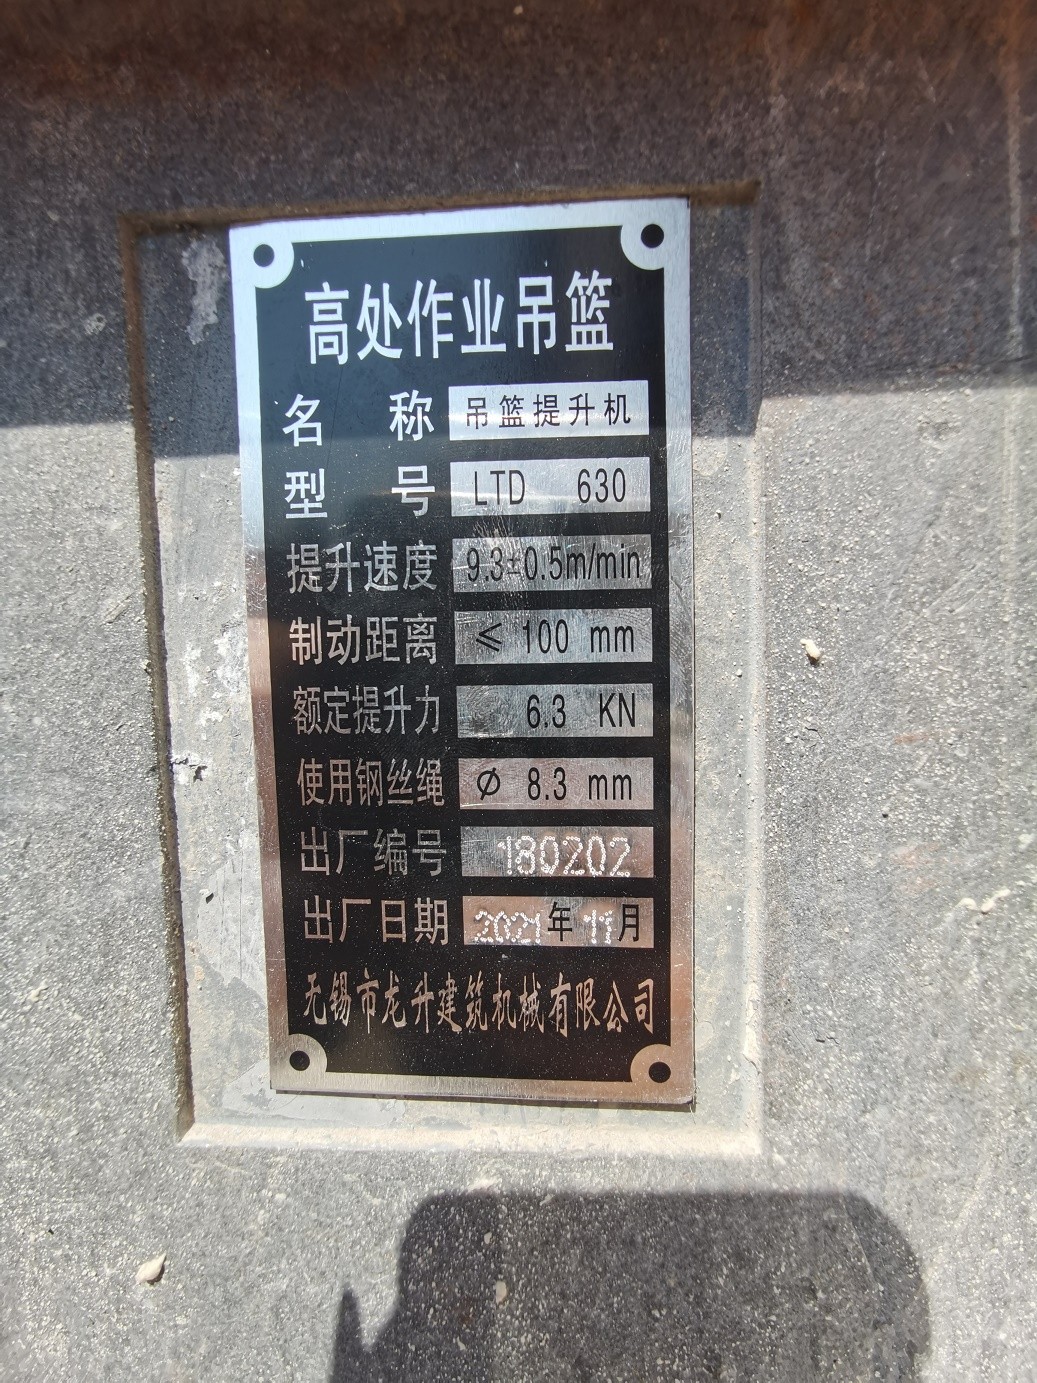 高处作业吊篮
名称 吊篮提升机
型号 LTD 630
提升速度 9.3±0.5m/min
制动距离 ≤ 100 mm
额定提升力 6.3 KN
使用钢丝绳 Ø 8.3 mm
出厂编号 180202
出厂日期 2021年11月
无锡市龙升建筑机械有限公司